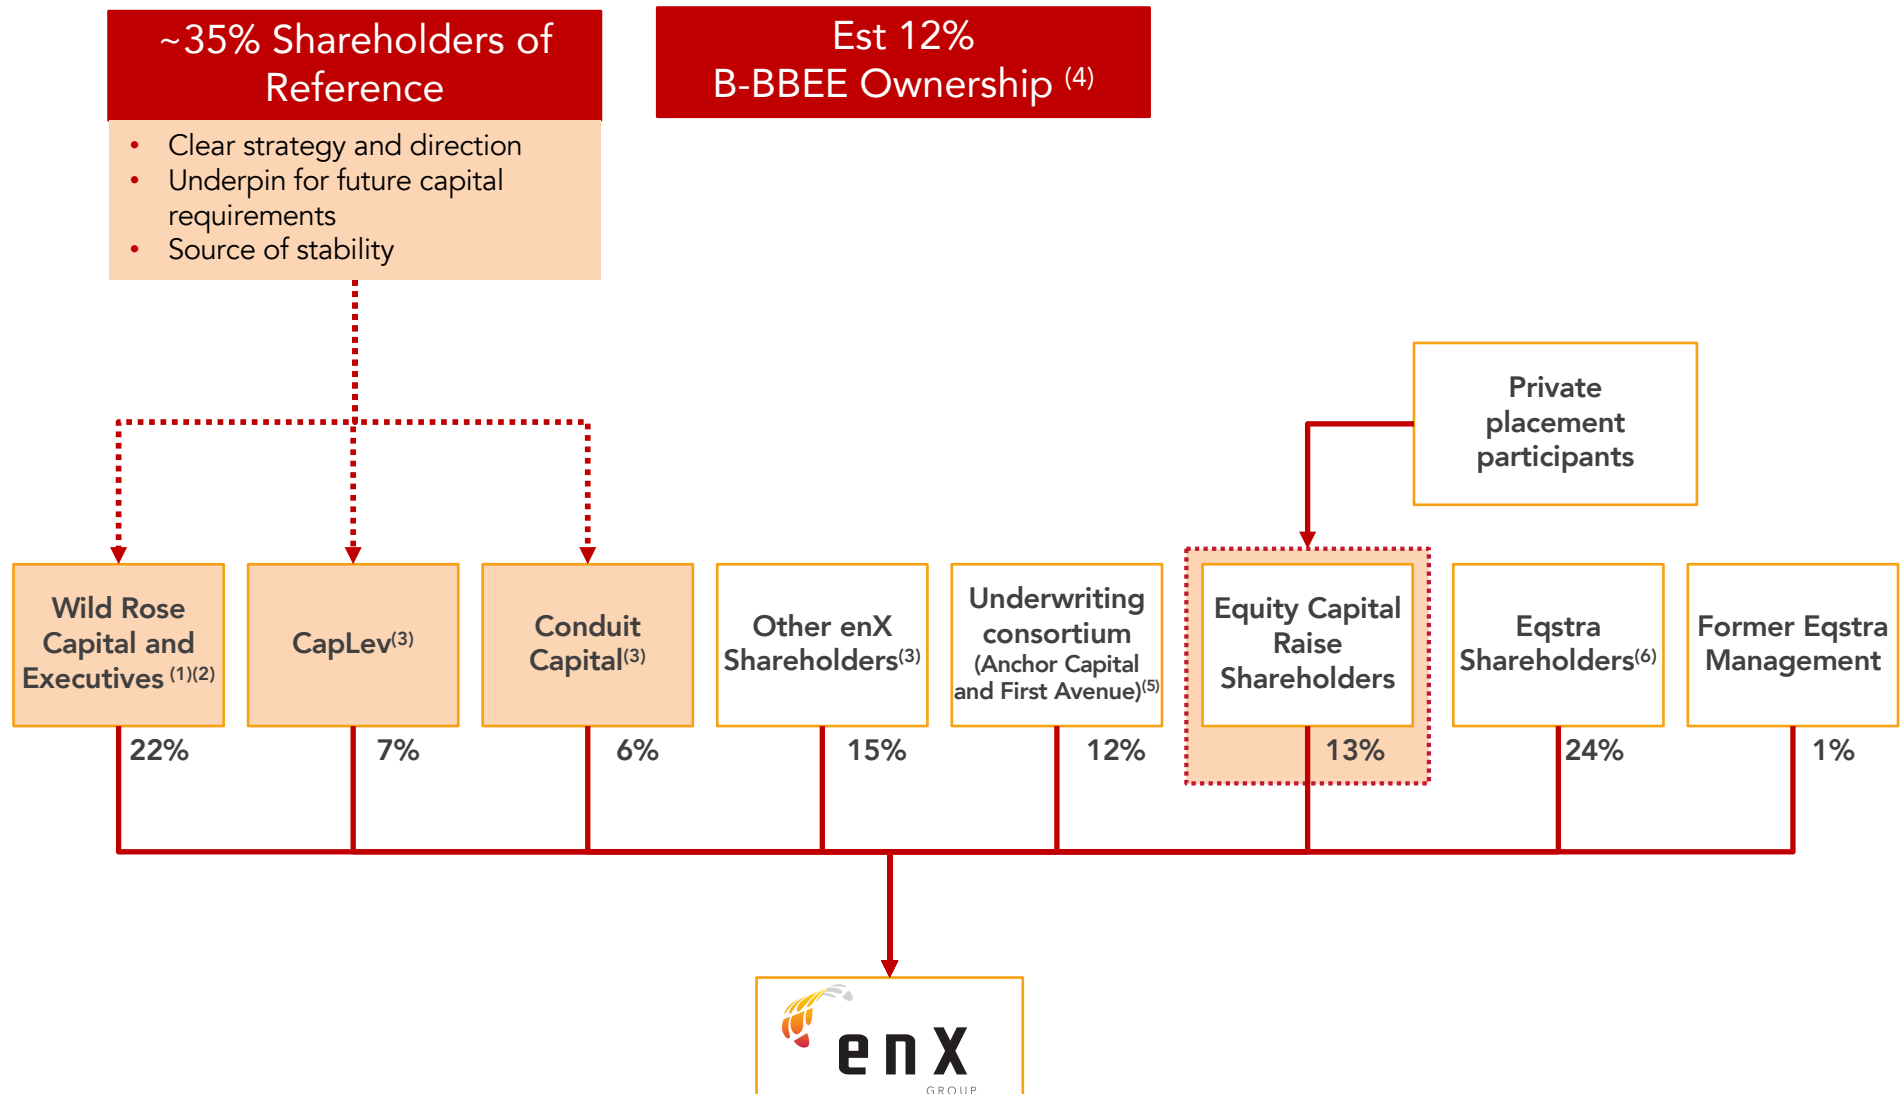 ~35% Shareholders of
Reference
• Clear strategy and direction
• Underpin for future capital
requirements
• Source of stability
Est 12%
B-BBEE Ownership (4)
Private
placement
participants
Wild Rose
Capital and
Executives (1)(2)
CapLev(3)
Conduit
Capital(3)
Other enX
Shareholders(3)
Underwriting
consortium
(Anchor Capital
and First Avenue)(5)
Equity Capital
Raise
Shareholders
Eqstra
Shareholders(6)
Former Eqstra
Management
22%
7%
6%
15%
12%
13%
24%
1%
enX
GROUP